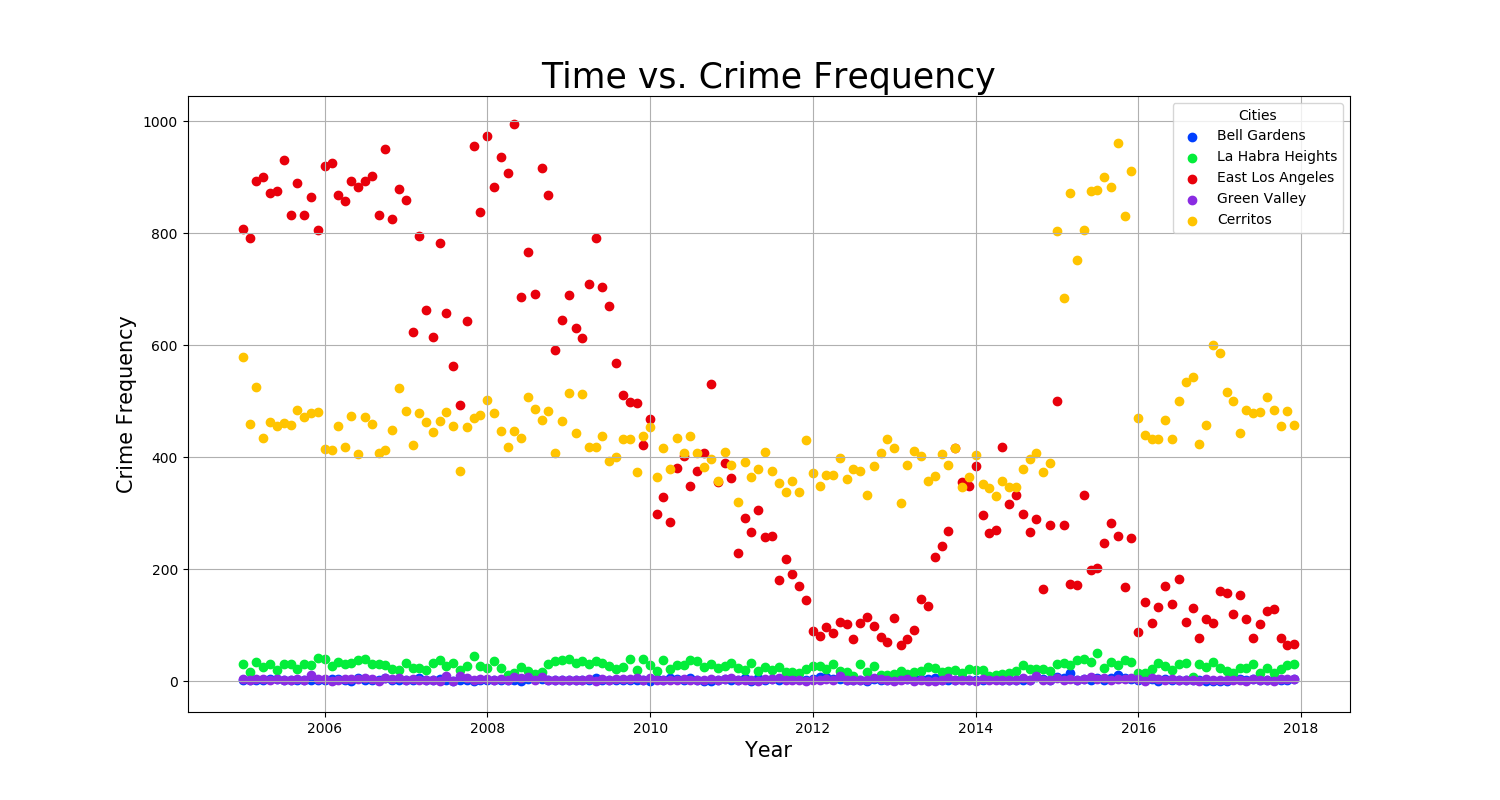 Time vs. Crime Frequency
Cities
Bell Gardens
La Habra Heights
East Los Angeles
Green Valley
Cerritos
1000
800
600
400
200
0
Crime Frequency
2006 2008 2010 2012 2014 2016 2018
Year